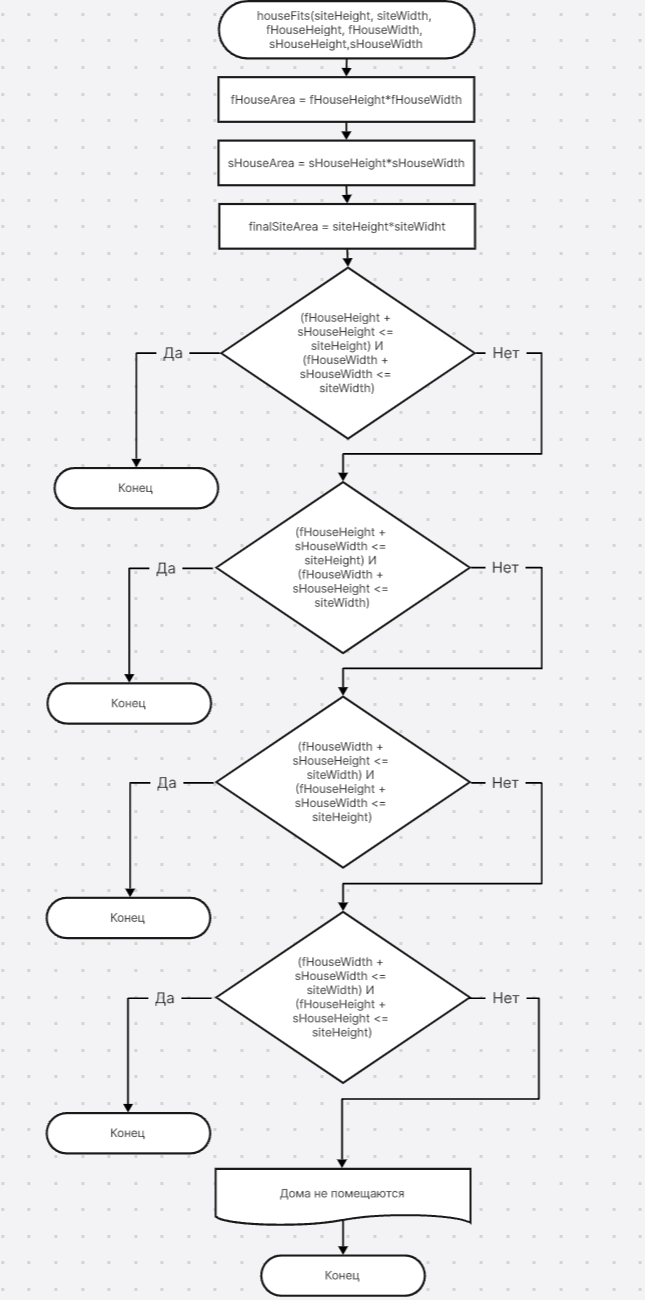 houseFits(siteHeight, siteWidth,
fHouseHeight, fHouseWidth,
sHouseHeight,sHouseWidth
fHouseArea = fHouseHeight*fHouseWidth
sHouseArea = sHouseHeight*sHouseWidth
finalSiteArea = siteHeight*siteWidht
(fHouseHeight +
sHouseHeight <=
siteHeight) И
(fHouseWidth +
sHouseWidth <=
siteWidth)
Да
Нет
Конец
(fHouseHeight +
sHouseWidth <=
siteHeight) И
(fHouseWidth +
sHouseHeight <=
siteWidth)
Да
Нет
Конец
(fHouseWidth +
sHouseHeight <=
siteWidth) И
(fHouseHeight +
sHouseWidth <=
siteHeight)
Да
Нет
Конец
(fHouseWidth +
sHouseWidth <=
siteWidth) И
(fHouseHeight +
sHouseHeight <=
siteHeight)
Да
Нет
Конец
Дома не помещаются
Конец